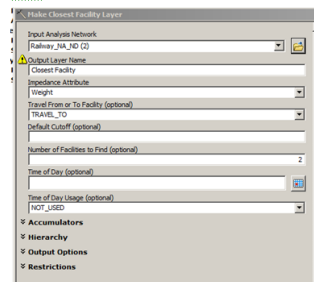 Make Closest Facility Layer
Input Analysis Network
Railway_NA_ND (2)
Output Layer Name
Closest Facility
Impedance Attribute
Weight
Travel From or To Facility (optional)
TRAVEL_TO
Default Cutoff (optional)
Number of Facilities to Find (optional)
2
Time of Day (optional)
Time of Day Usage (optional)
NOT_USED
Accumulators
Hierarchy
Output Options
Restrictions